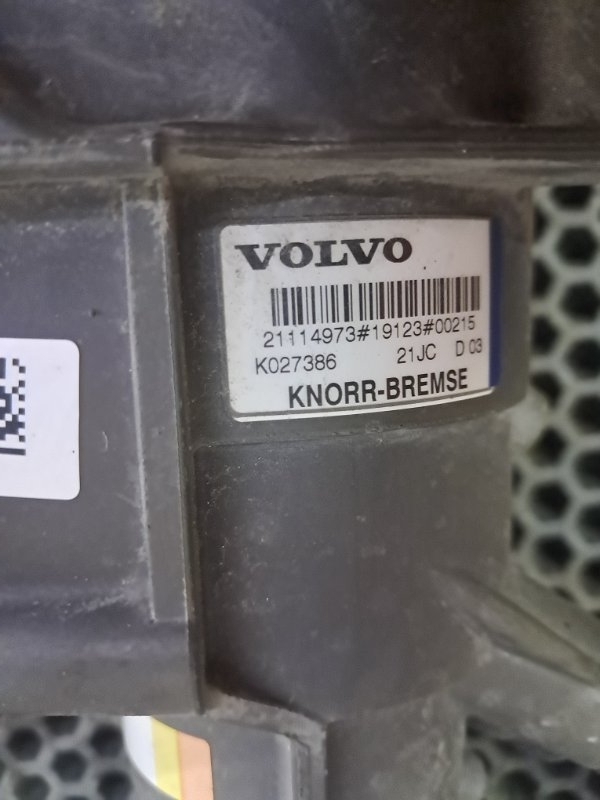 VOLVO
21114973#19123#00215
K027386 21JC D 03
KNORR-BREMSE